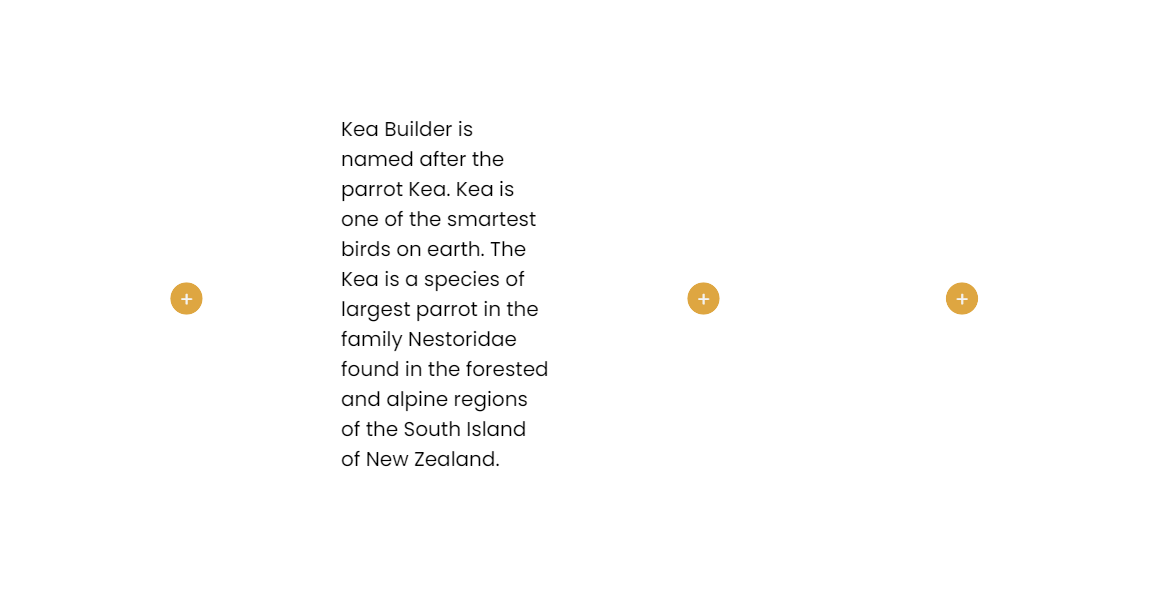 Kea Builder is
named after the
parrot Kea. Kea is
one of the smartest
birds on earth. The
Kea is a species of
largest parrot in the
family Nestoridae
found in the forested
and alpine regions
of the South Island
of New Zealand.